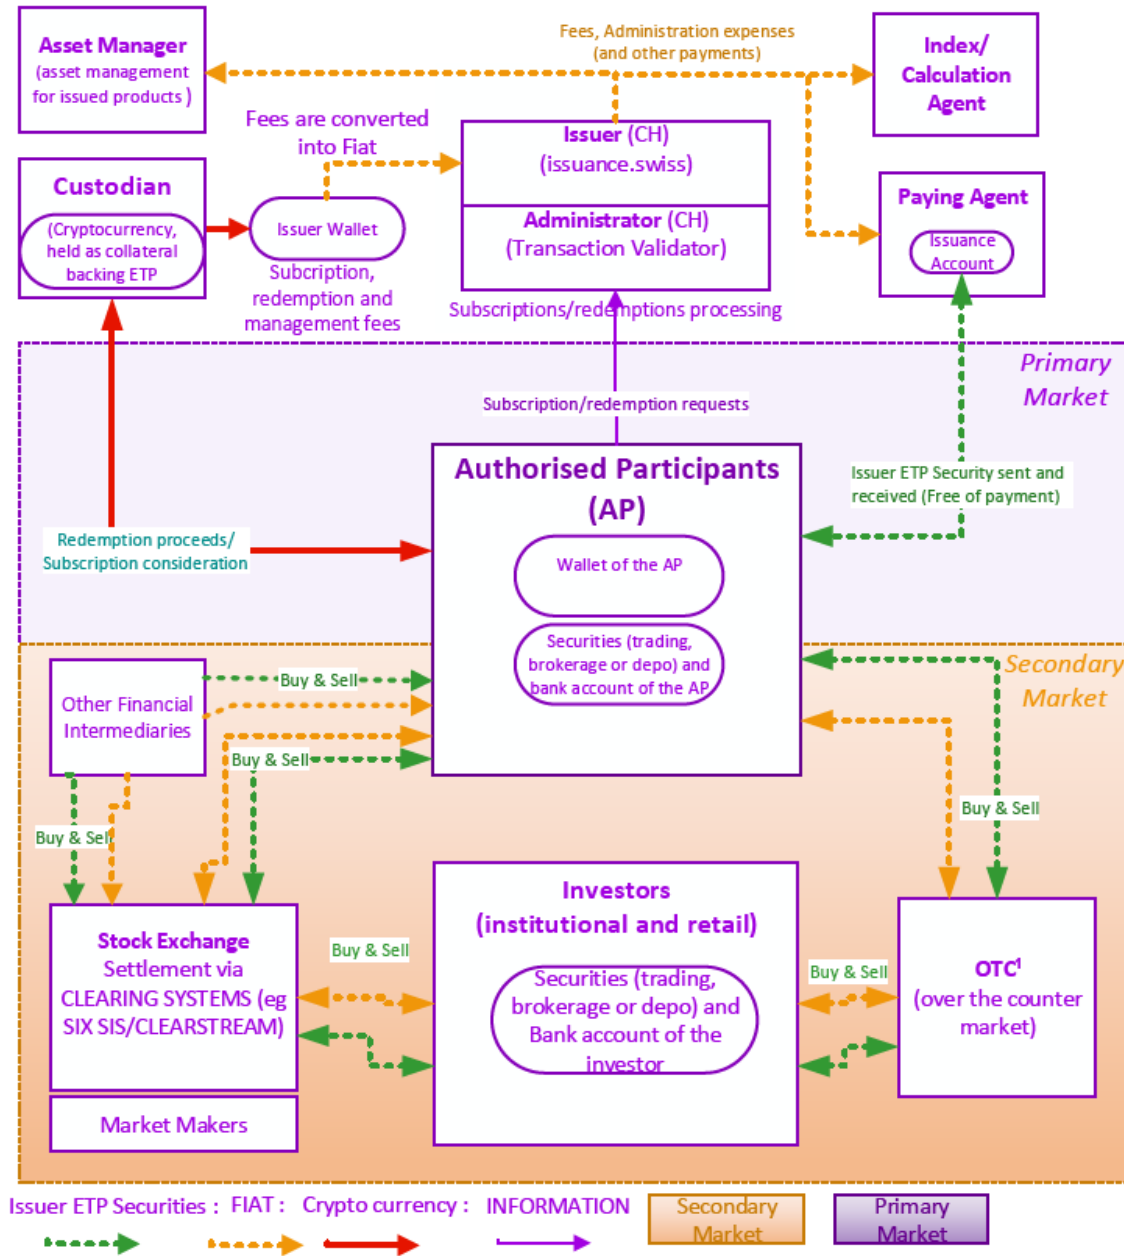 Asset Manager
(asset management
for issued products )
Fees, Administration expenses
(and other payments)
Index/
Calculation
Agent
Fees are converted
into Fiat
Issuer (CH)
(issuance.swiss)
Custodian
(Cryptocurrency,
held as collateral
backing ETP
Issuer Wallet
Administrator (CH)
(Transaction Validator)
Paying Agent
Issuance
Account
Subcription,
redemption and
management fees
Subscriptions/redemptions processing
Primary
Market
Subscription/redemption requests
Authorised Participants
(AP)
Issuer ETP Security sent and
received (Free of payment)
Redemption proceeds/
Subscription consideration
Wallet of the AP
Securities (trading,
brokerage or depo) and
bank account of the AP
Secondary
Market
Other Financial
Intermediaries
Buy & Sell
Buy & Sell
Buy & Sell
Buy & Sell
Investors
(institutional and retail)
Stock Exchange
Settlement via
CLEARING SYSTEMS (eg
SIX SIS/CLEARSTREAM)
Buy & Sell
Securities (trading,
brokerage or depo) and
Bank account of the
investor
Buy & Sell
OTC¹
(over the counter
market)
Market Makers
Issuer ETP Securities :
FIAT :
Crypto currency :
INFORMATION
Secondary
Market
Primary
Market